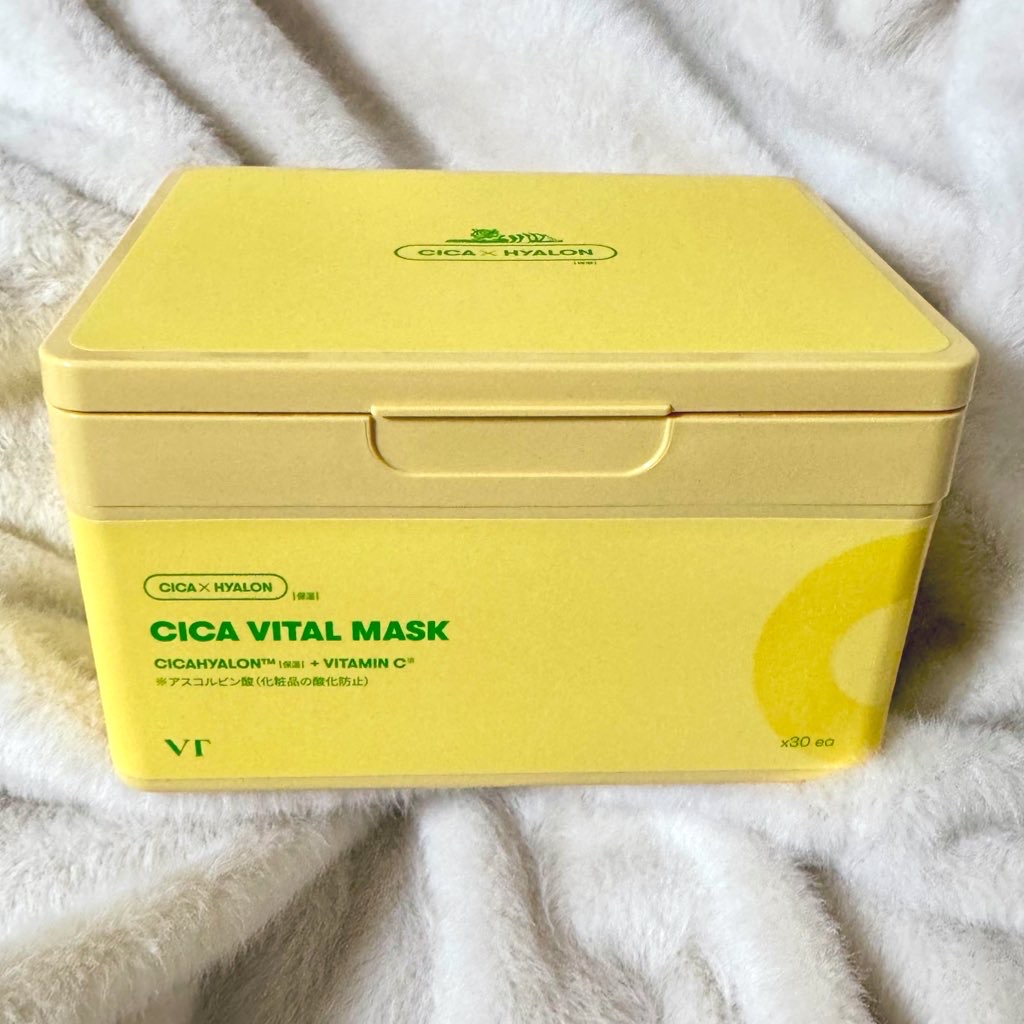 CICA×HYALON
CICA×HYALON
|保湿|
CICA VITAL MASK
CICAHYALON™ |保湿| + VITAMIN C※
※アスコルビン酸(化粧品の酸化防止)
VT
x30 ea